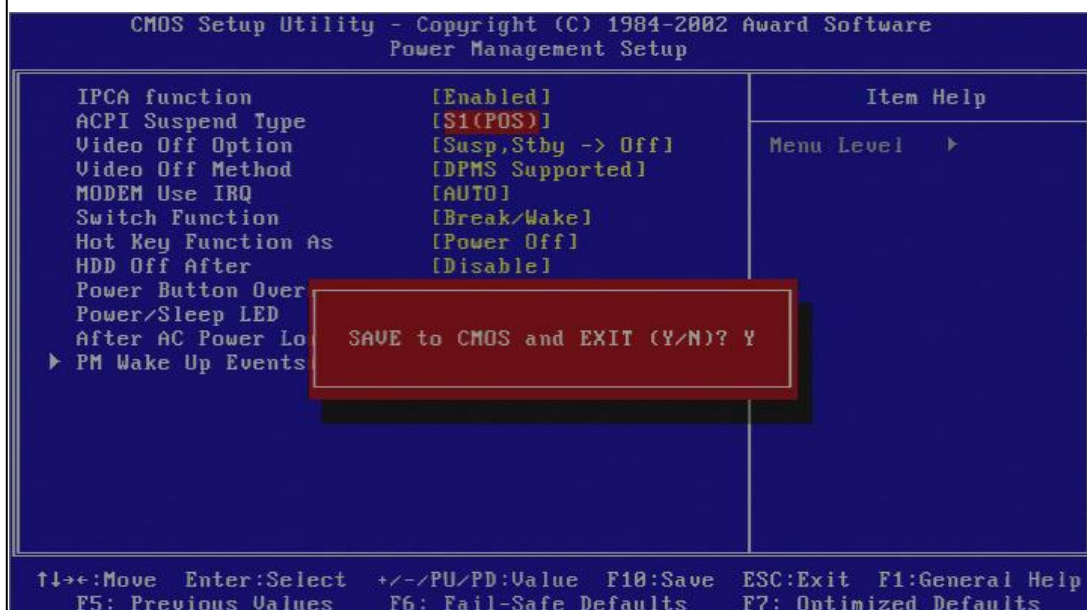 CMOS Setup Utility - Copyright (C) 1984-2002 Award Software
Power Management Setup
IPCA function [Enabled]
ACPI Suspend Type [S1(POS)]
Video Off Option [Susp,Stby -> Off]
Video Off Method [DPMS Supported]
MODEM Use IRQ [AUTO]
Switch Function [Break/Wake]
Hot Key Function As [Power Off]
HDD Off After [Disable]
Power Button Over
Power/Sleep LED
After AC Power Lo
▶ PM Wake Up Events
SAVE to CMOS and EXIT (Y/N)? Y
Item Help
Menu Level ▶
↑↓→←:Move Enter:Select +/-/PU/PD:Value F10:Save ESC:Exit F1:General Help
F5: Previous Values F6: Fail-Safe Defaults F7: Optimized Defaults